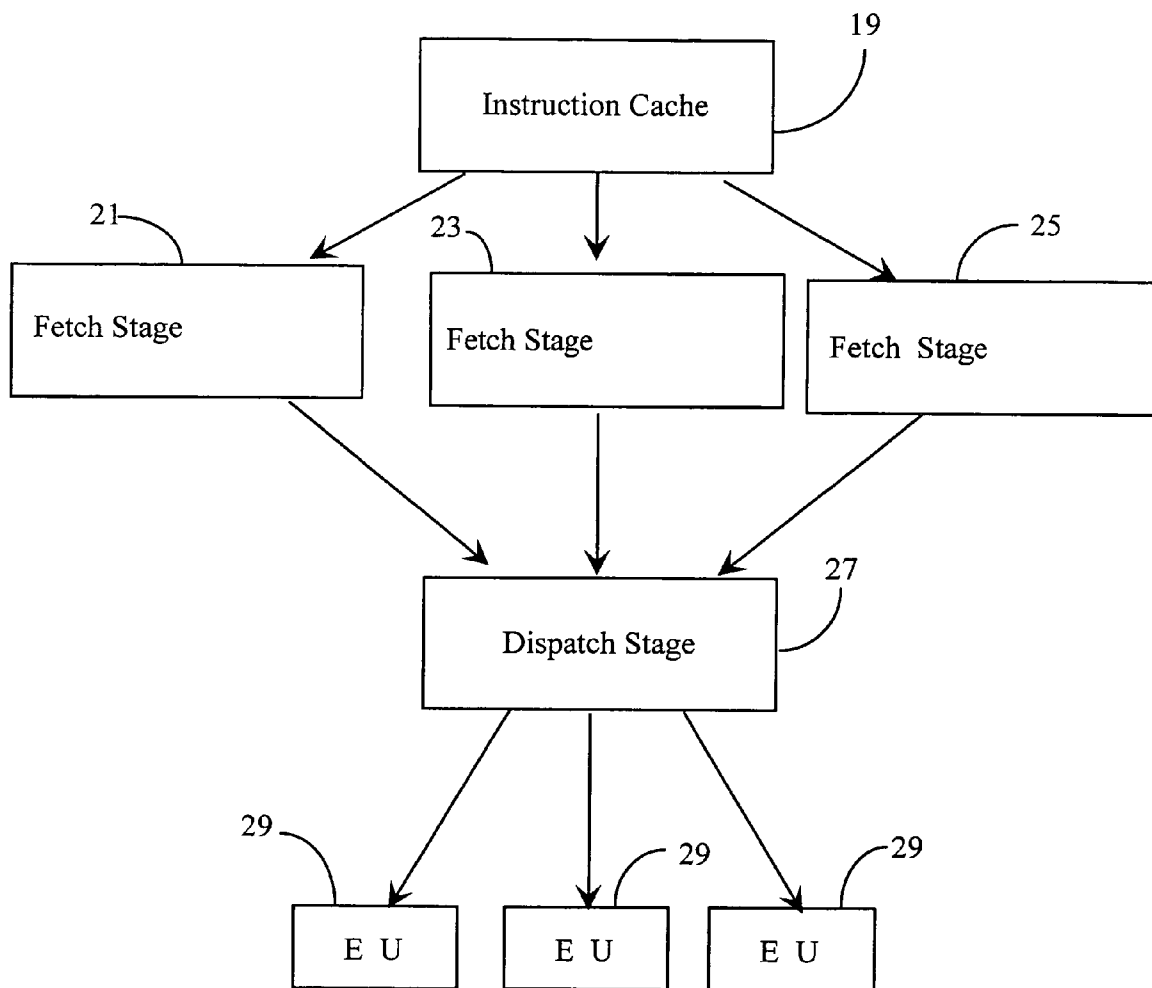 19
Instruction Cache
21
23
25
Fetch Stage
Fetch Stage
Fetch Stage
27
Dispatch Stage
29
29
29
E U
E U
E U